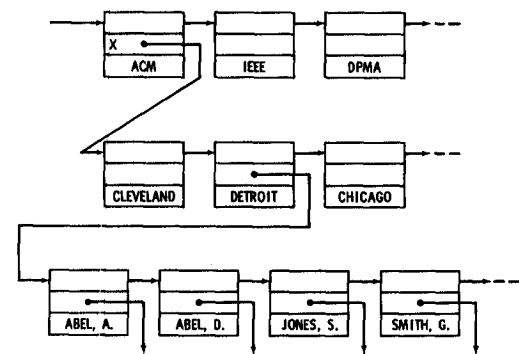 X
ACM IEEE DPMA
CLEVELAND DETROIT CHICAGO
ABEL, A. ABEL, D. JONES, S. SMITH, G.